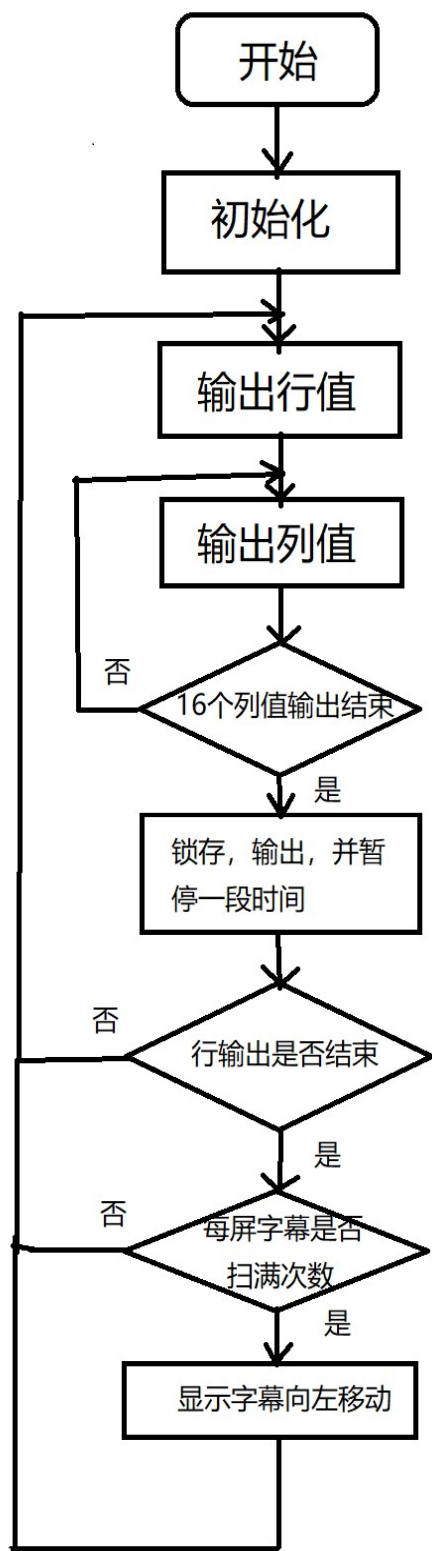 开始
初始化
输出行值
输出列值
否
16个列值输出结束
是
锁存，输出，并暂
停一段时间
否
行输出是否结束
是
否
每屏字幕是否
扫满次数
是
显示字幕向左移动